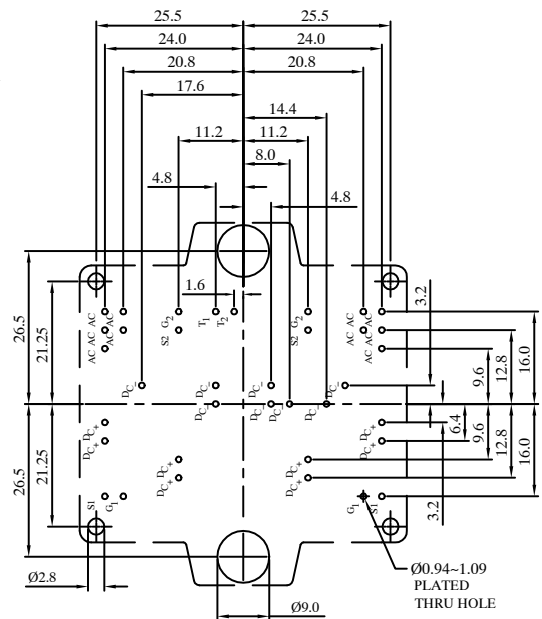 25.5 25.5
24.0 24.0
20.8 20.8
17.6
14.4
11.2 11.2
8.0
4.8
4.8
3.2
1.6
26.5
21.25
AC AC G2 T1 T2 G2 AC AC
AC AC S2 S2 AC AC
AC AC
9.6
12.8
16.0
DC- DC- DC-
DC- DC- DC- DC-
DC+ DC+
DC+ DC+
DC+ DC+
DC+ DC+
S1 G1 G1 S1
6.4
9.6
12.8
16.0
3.2
26.5
21.25
Ø2.8
Ø9.0
Ø0.94~1.09
PLATED
THRU HOLE